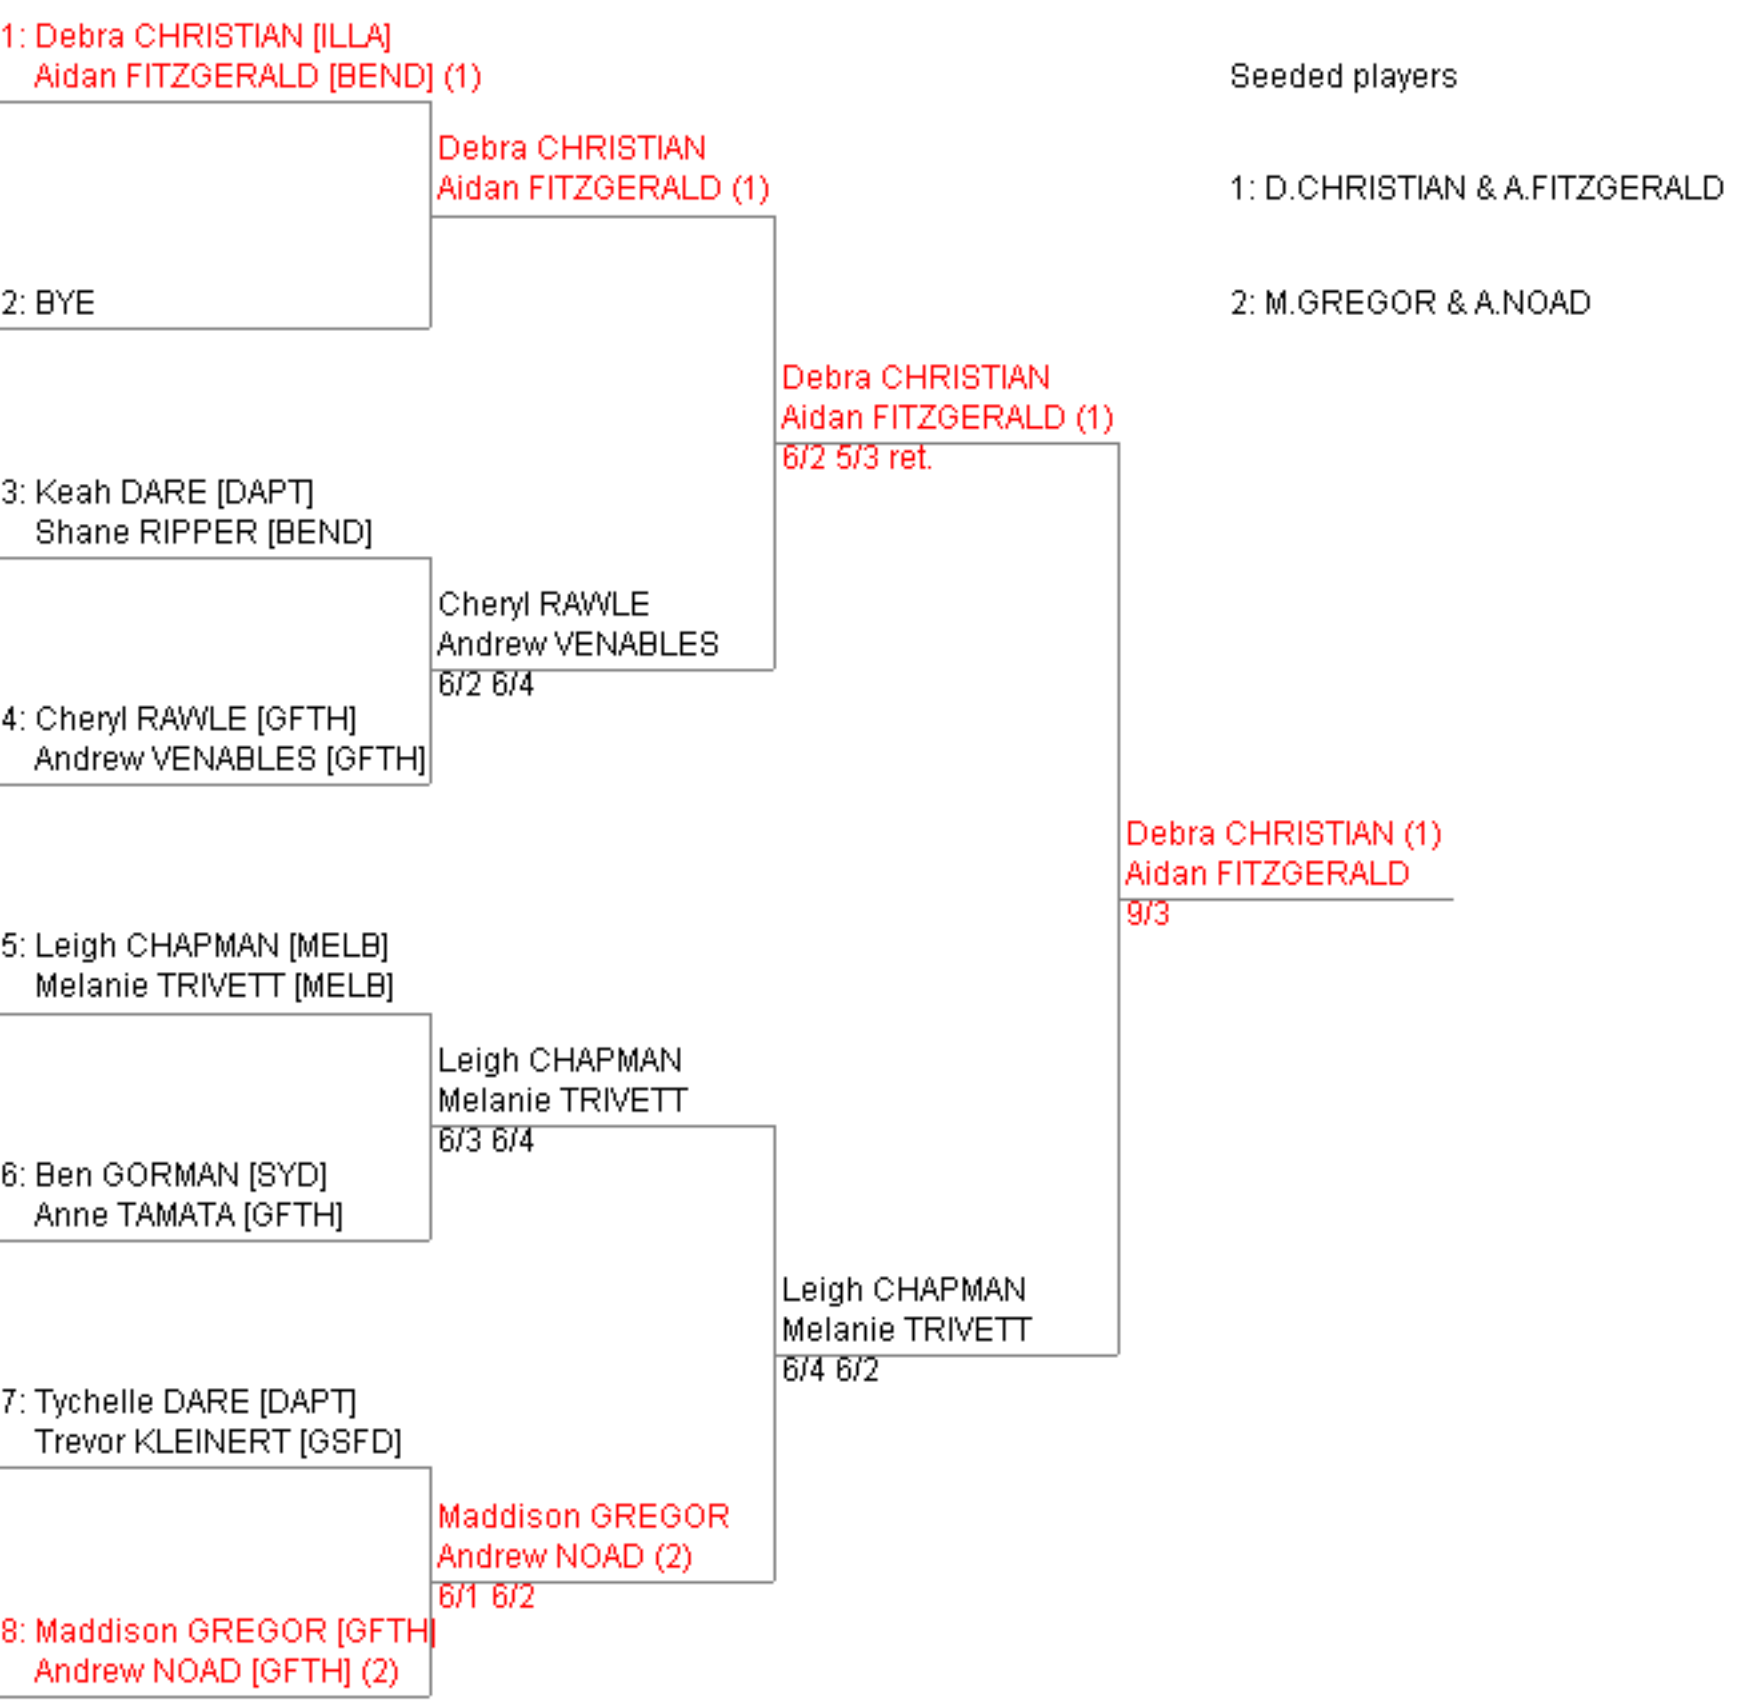 1: Debra CHRISTIAN [ILLA]
Aidan FITZGERALD [BEND] (1)
2: BYE
3: Keah DARE [DAPT]
Shane RIPPER [BEND]
4: Cheryl RAWLE [GFTH]
Andrew VENABLES [GFTH]
5: Leigh CHAPMAN [MELB]
Melanie TRIVETT [MELB]
6: Ben GORMAN [SYD]
Anne TAMATA [GFTH]
7: Tychelle DARE [DAPT]
Trevor KLEINERT [GSFD]
8: Maddison GREGOR [GFTH]
Andrew NOAD [GFTH] (2)
Debra CHRISTIAN
Aidan FITZGERALD (1)
Cheryl RAWLE
Andrew VENABLES
6/2 6/4
Leigh CHAPMAN
Melanie TRIVETT
6/3 6/4
Maddison GREGOR
Andrew NOAD (2)
6/1 6/2
Debra CHRISTIAN
Aidan FITZGERALD (1)
6/2 5/3 ret.
Leigh CHAPMAN
Melanie TRIVETT
6/4 6/2
Debra CHRISTIAN (1)
Aidan FITZGERALD
9/3
Seeded players
1: D.CHRISTIAN & A.FITZGERALD
2: M.GREGOR & A.NOAD